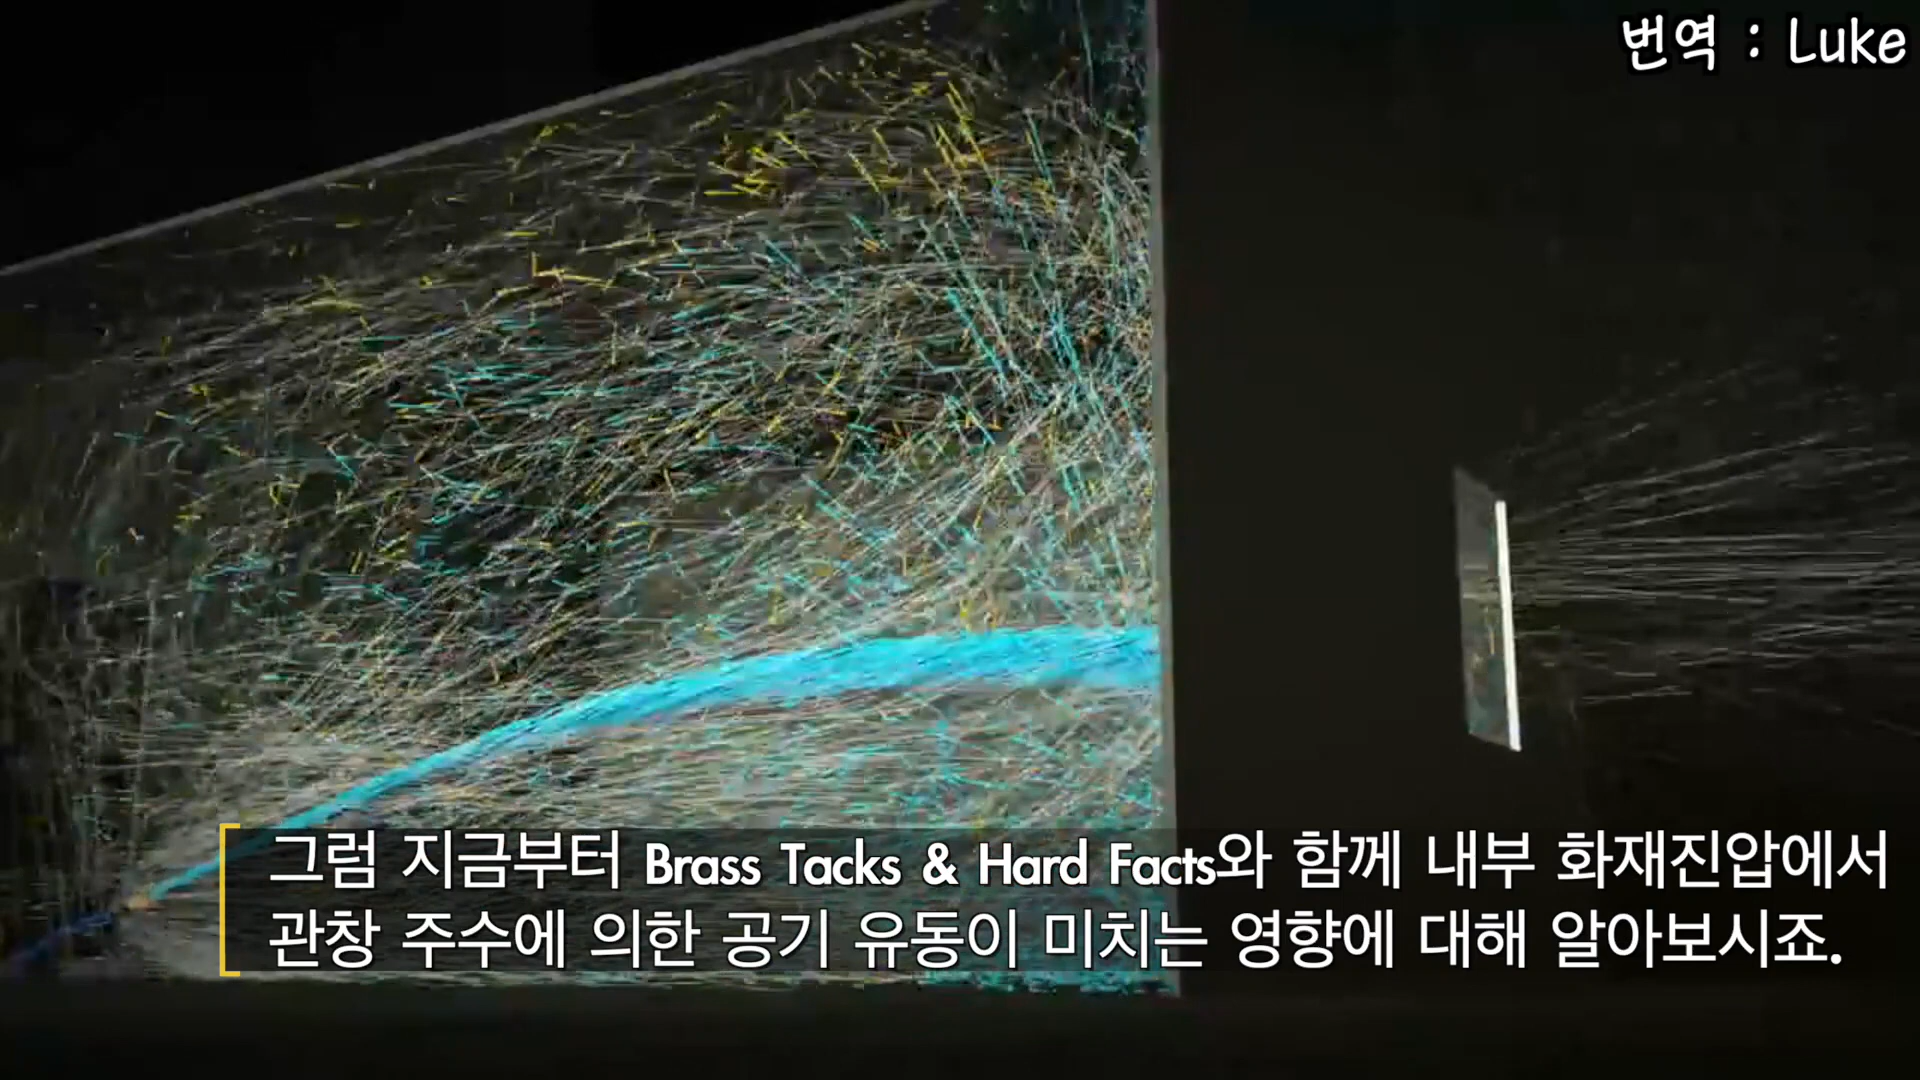 번역 : Luke
그럼 지금부터 Brass Tacks & Hard Facts와 함께 내부 화재진압에서
관창 주수에 의한 공기 유동이 미치는 영향에 대해 알아보시죠.